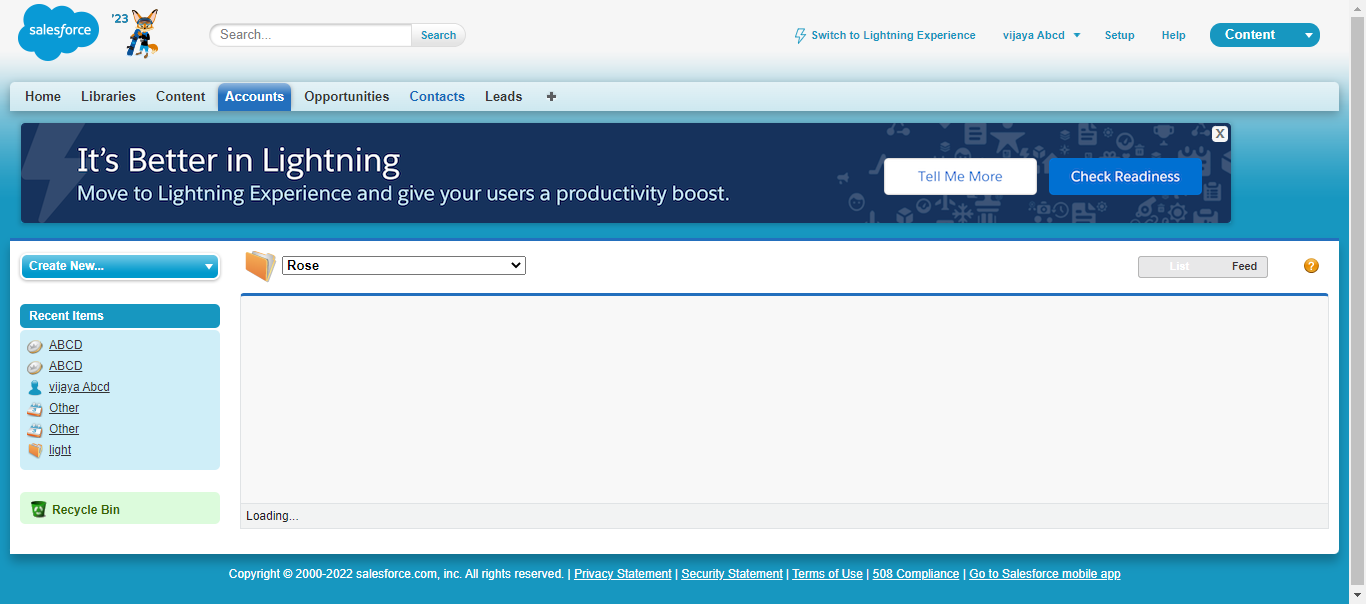 salesforce
'23
Search...
Search
Switch to Lightning Experience
vijaya Abcd
Setup
Help
Content
Home
Libraries
Content
Accounts
Opportunities
Contacts
Leads
+
It's Better in Lightning
Move to Lightning Experience and give your users a productivity boost.
Tell Me More
Check Readiness
X
Create New...
Rose
List
Feed
?
Recent Items
ABCD
ABCD
vijaya Abcd
Other
Other
light
Recycle Bin
Loading...
Copyright © 2000-2022 salesforce.com, inc. All rights reserved. | Privacy Statement | Security Statement | Terms of Use | 508 Compliance | Go to Salesforce mobile app